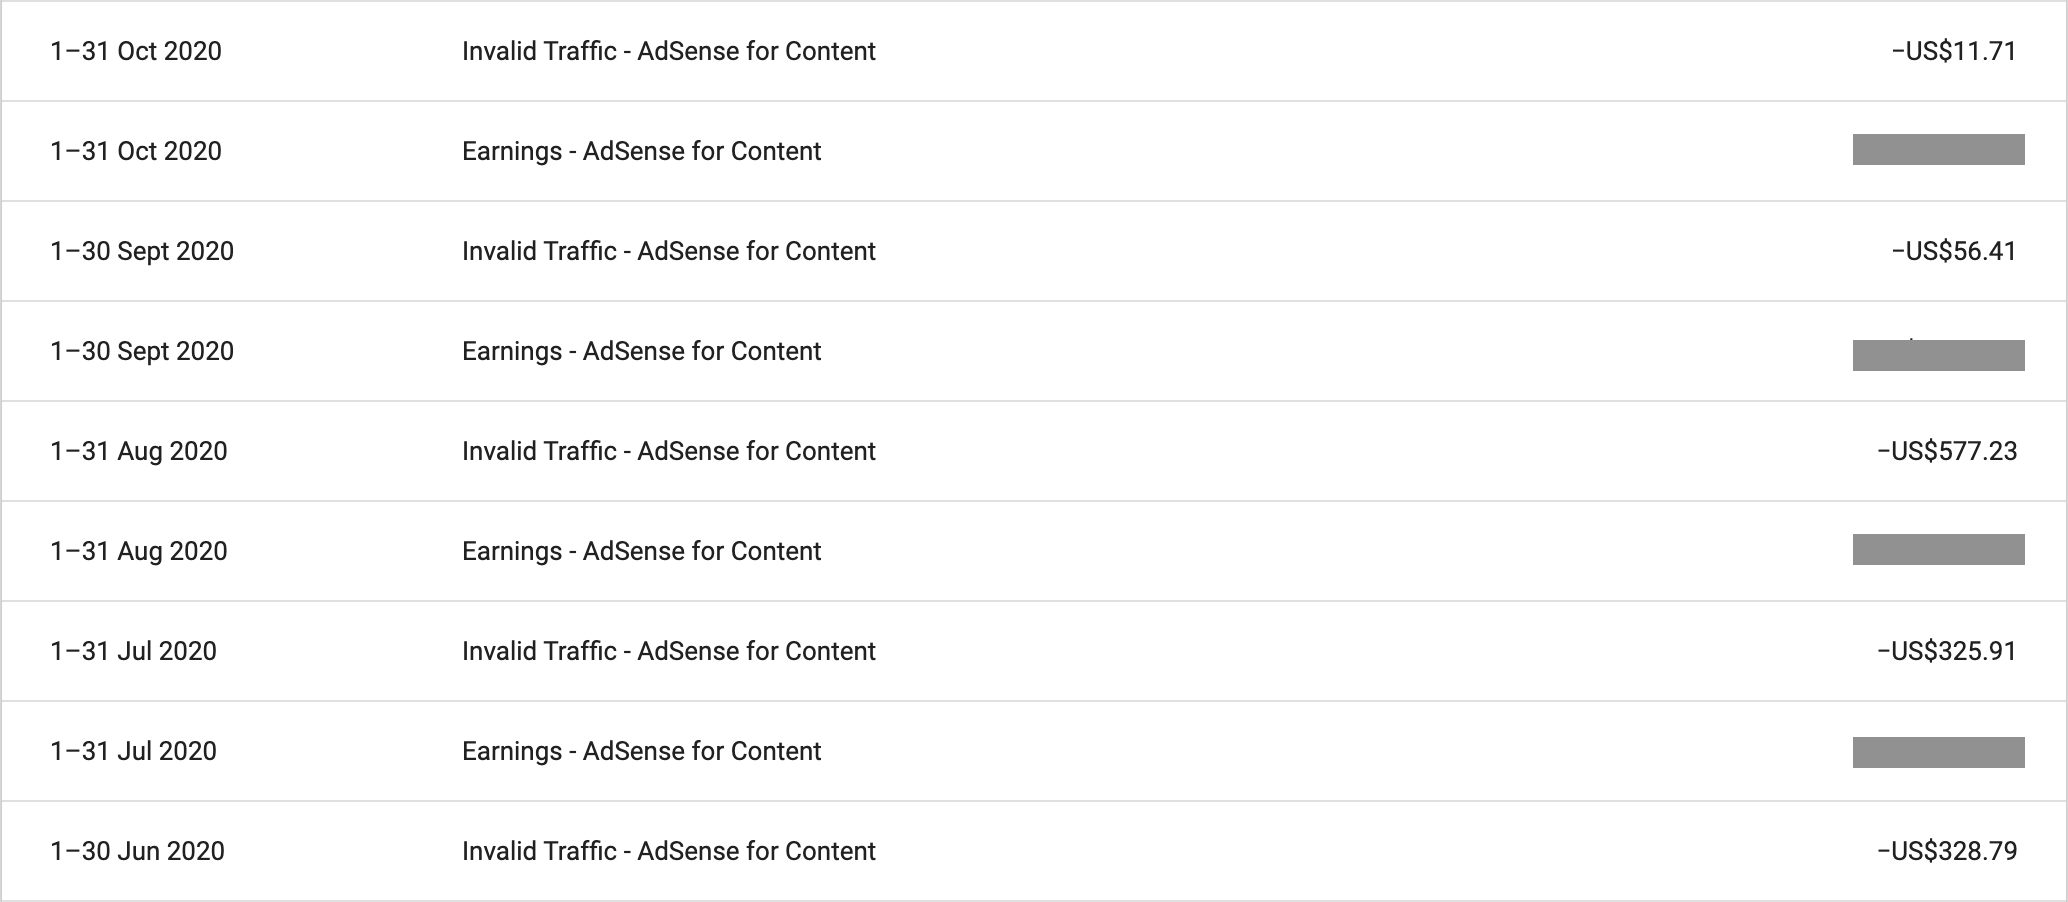 1–31 Oct 2020 Invalid Traffic - AdSense for Content −US$11.71
1–31 Oct 2020 Earnings - AdSense for Content
1–30 Sept 2020 Invalid Traffic - AdSense for Content −US$56.41
1–30 Sept 2020 Earnings - AdSense for Content
1–31 Aug 2020 Invalid Traffic - AdSense for Content −US$577.23
1–31 Aug 2020 Earnings - AdSense for Content
1–31 Jul 2020 Invalid Traffic - AdSense for Content −US$325.91
1–31 Jul 2020 Earnings - AdSense for Content
1–30 Jun 2020 Invalid Traffic - AdSense for Content −US$328.79